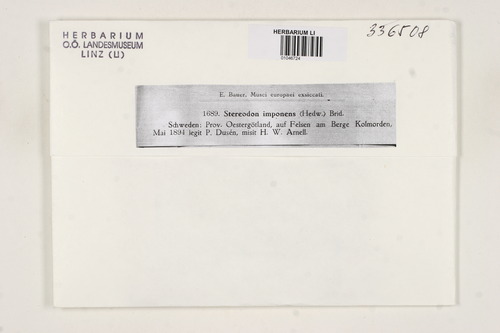 HERBARIUM
O.Ö. LANDESMUSEUM
LINZ (LI)
HERBARIUM LI
01046724
336508
E. Bauer, Musci europaei exsiccati.
1689. Stereodon imponens (Hedw.) Brid.
Schweden: Prov. Oestergötland, auf Felsen am Berge Kolmorden.
Mai 1894 legit P. Dusén, misit H. W. Arnell.